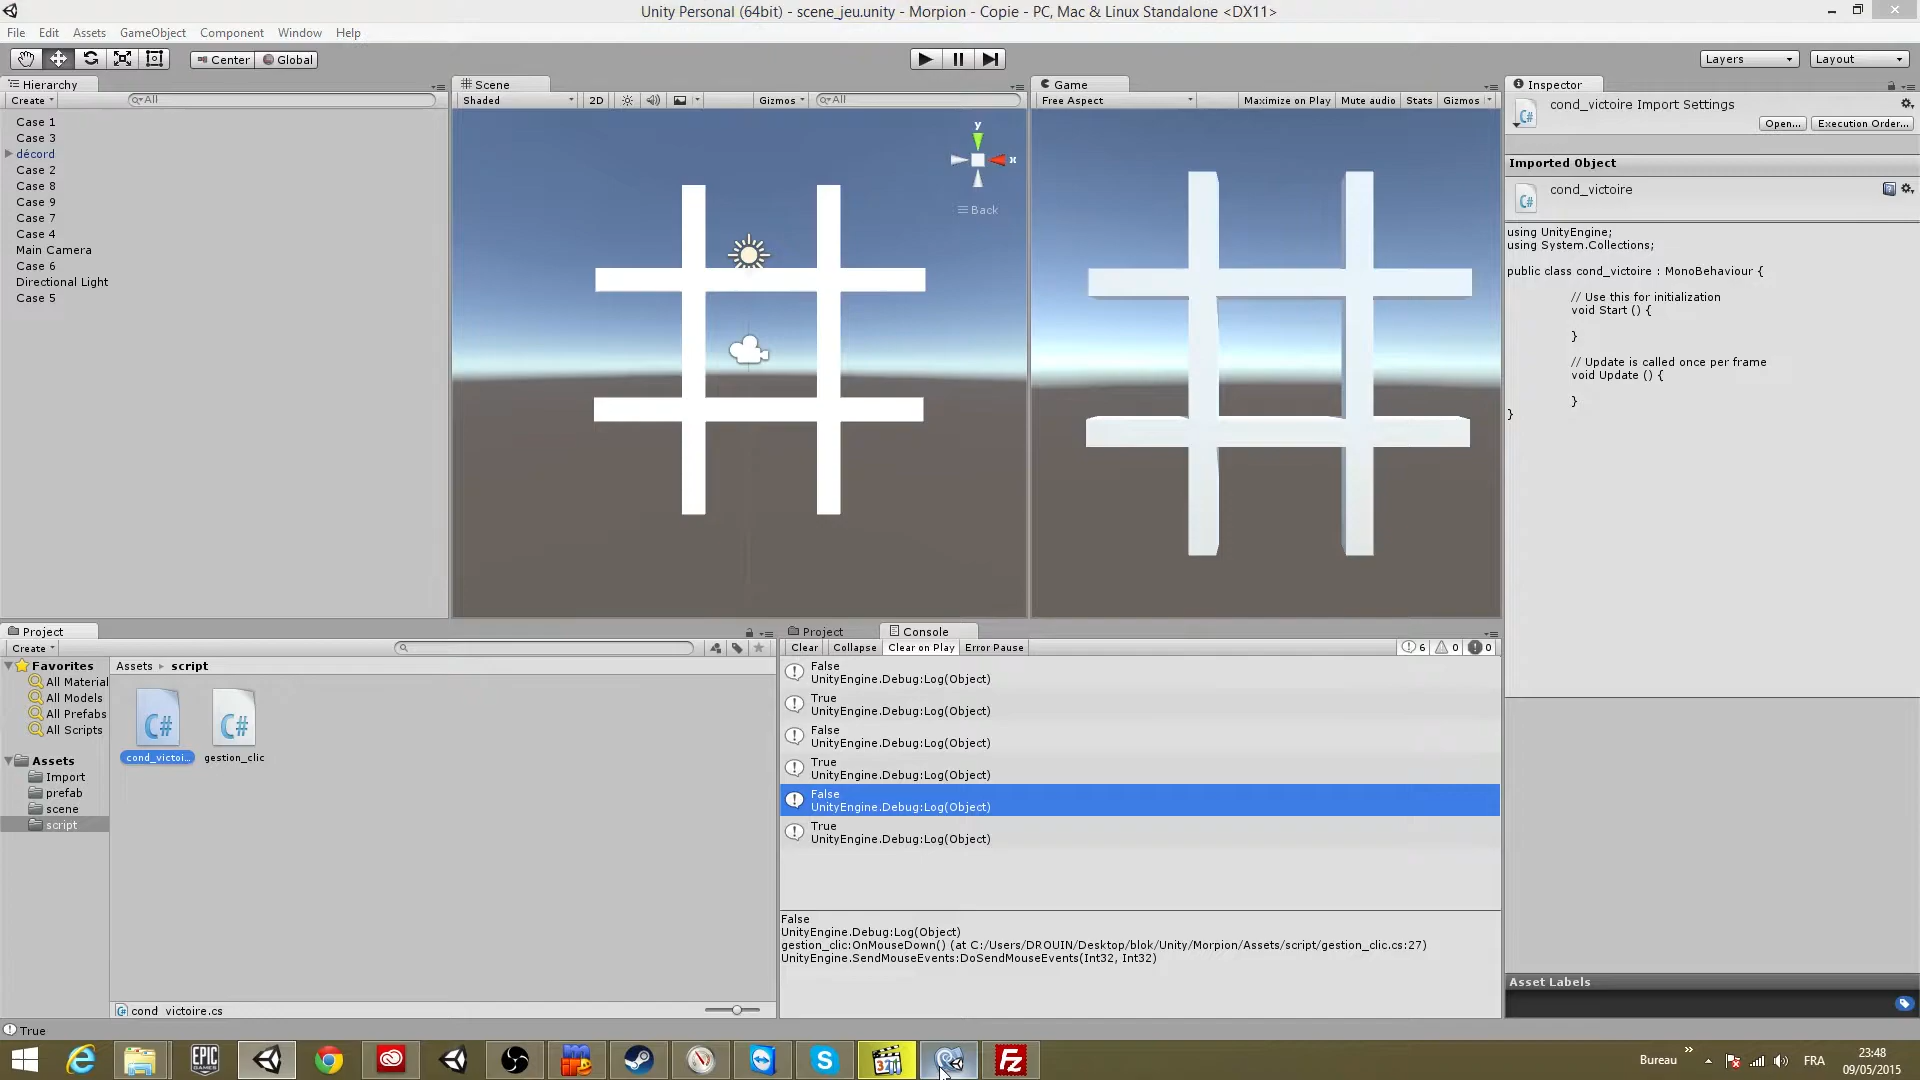 Unity Personal (64bit) - scene_jeu.unity - Morpion - Copie - PC, Mac & Linux Standalone <DX11>
File Edit Assets GameObject Component Window Help
Center Global Layers Layout
Hierarchy
Create All
Case 1
Case 3
décord
Case 2
Case 8
Case 9
Case 7
Case 4
Main Camera
Case 6
Directional Light
Case 5
Scene
Shaded 2D Gizmos All
y
x
Back
Game
Free Aspect Maximize on Play Mute audio Stats Gizmos
Inspector
cond_victoire Import Settings
Open... Execution Order...
Imported Object
cond_victoire
using UnityEngine;
using System.Collections;
public class cond_victoire : MonoBehaviour {
// Use this for initialization
void Start () {
}
// Update is called once per frame
void Update () {
}
}
Asset Labels
Project
Create
Favorites
All Material
All Models
All Prefabs
All Scripts
Assets
Import
prefab
scene
script
Assets script
C# C#
cond_victoi... gestion_clic
cond_victoire.cs
Project Console
Clear Collapse Clear on Play Error Pause 6 0 0
False
UnityEngine.Debug:Log(Object)
True
UnityEngine.Debug:Log(Object)
False
UnityEngine.Debug:Log(Object)
True
UnityEngine.Debug:Log(Object)
False
UnityEngine.Debug:Log(Object)
True
UnityEngine.Debug:Log(Object)
False
UnityEngine.Debug:Log(Object)
gestion_clic:OnMouseDown() (at C:/Users/DROUIN/Desktop/blok/Unity/Morpion/Assets/script/gestion_clic.cs:27)
UnityEngine.SendMouseEvents:DoSendMouseEvents(Int32, Int32)
True
EPIC GAMES
Bureau FRA
23:48
09/05/2015